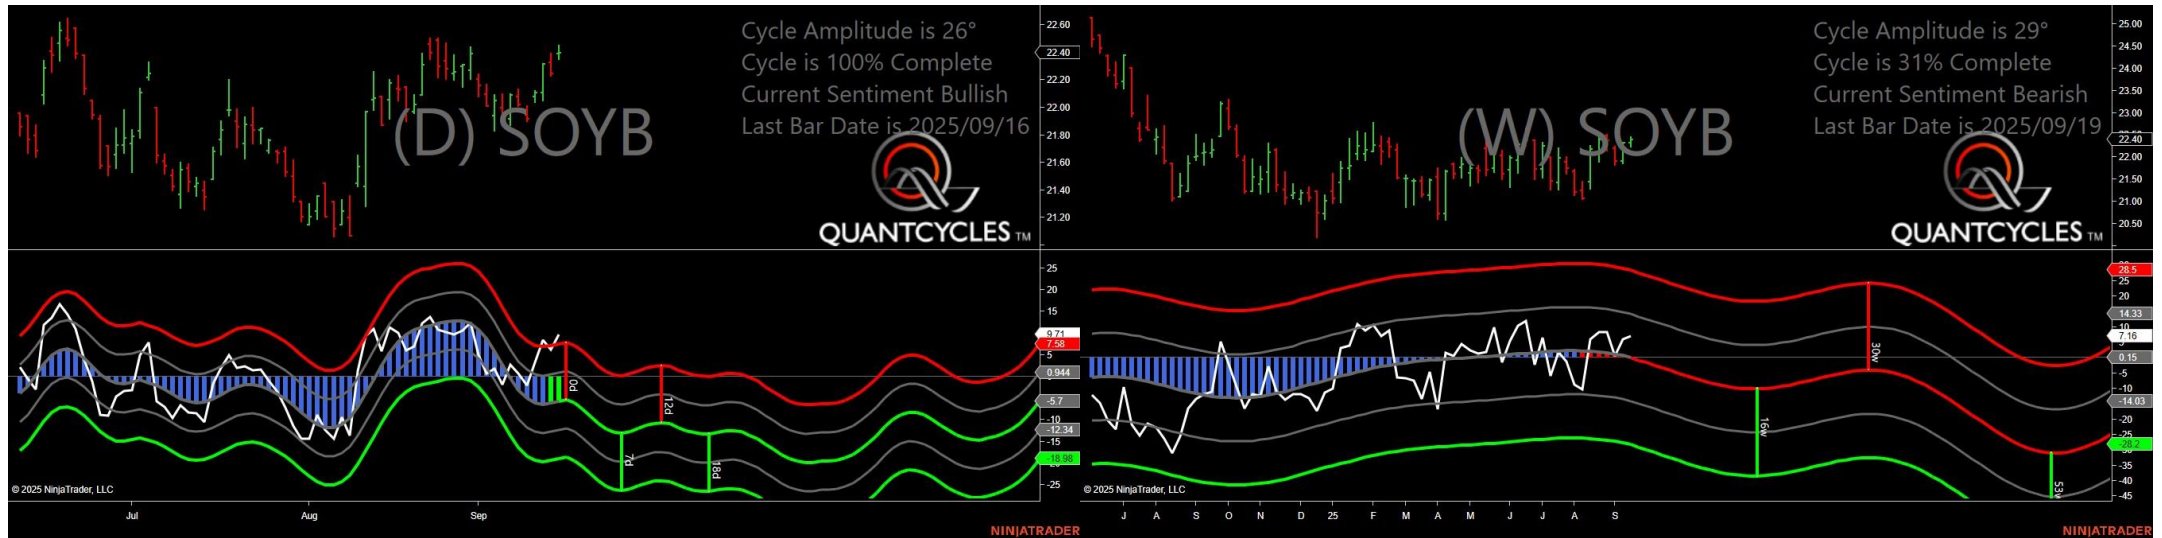 Cycle Amplitude is 26°
Cycle is 100% Complete
Current Sentiment Bullish
Last Bar Date is 2025/09/16
(D) SOYB
QUANTCYCLES TM
22.60
22.40
22.20
22.00
21.80
21.60
21.40
21.20
25
20
15
9.71
7.58
5
0.944
-5.7
-10
-12.34
-15
-18.98
-25
0d
12d
7d
18d
© 2025 NinjaTrader, LLC
Jul
Aug
Sep
NINJATRADER
Cycle Amplitude is 29°
Cycle is 31% Complete
Current Sentiment Bearish
Last Bar Date is 2025/09/19
(W) SOYB
QUANTCYCLES TM
25.00
24.50
24.00
23.50
23.00
22.40
22.00
21.50
21.00
20.50
28.5
25
20
14.33
10
7.16
0.15
-5
-10
-14.03
-20
-25
-28.2
-35
-40
-45
30w
16w
53w
© 2025 NinjaTrader, LLC
J A S O N D 25 F M A M J J A S
NINJATRADER